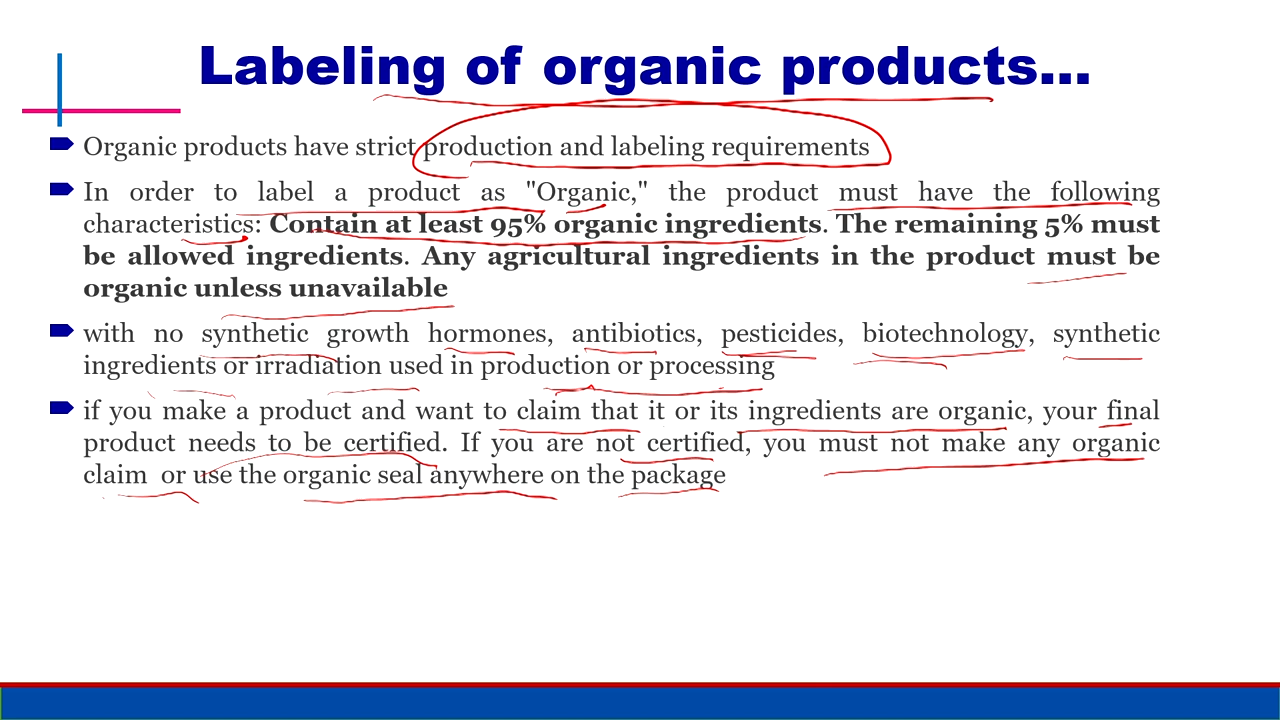 Labeling of organic products...
Organic products have strict production and labeling requirements
In order to label a product as "Organic," the product must have the following
characteristics: Contain at least 95% organic ingredients. The remaining 5% must
be allowed ingredients. Any agricultural ingredients in the product must be
organic unless unavailable
with no synthetic growth hormones, antibiotics, pesticides, biotechnology, synthetic
ingredients or irradiation used in production or processing
if you make a product and want to claim that it or its ingredients are organic, your final
product needs to be certified. If you are not certified, you must not make any organic
claim or use the organic seal anywhere on the package